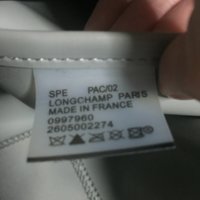 SPE PAC/02
LONGCHAMP PARIS
MADE IN FRANCE
0997960
2605002274